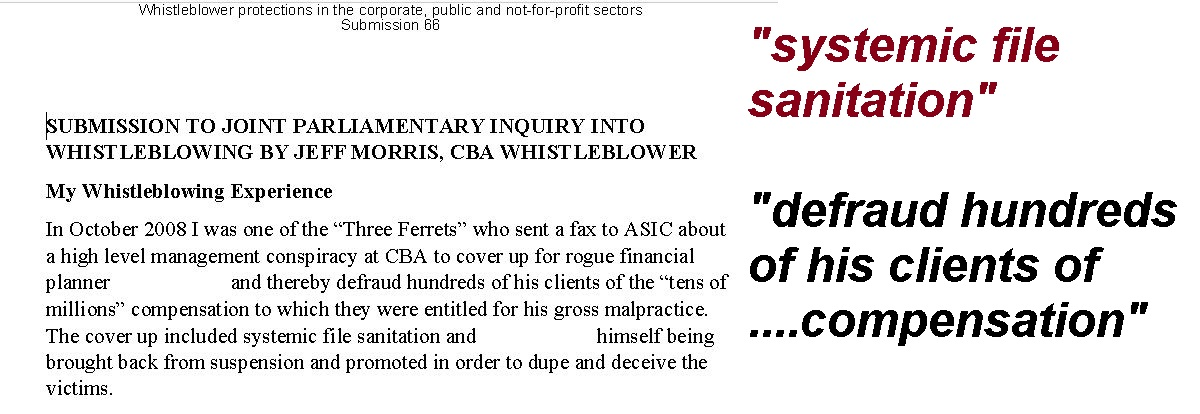 Whistleblower protections in the corporate, public and not-for-profit sectors
Submission 66
SUBMISSION TO JOINT PARLIAMENTARY INQUIRY INTO
WHISTLEBLOWING BY JEFF MORRIS, CBA WHISTLEBLOWER
My Whistleblowing Experience
In October 2008 I was one of the “Three Ferrets” who sent a fax to ASIC about
a high level management conspiracy at CBA to cover up for rogue financial
planner and thereby defraud hundreds of his clients of the “tens of
millions” compensation to which they were entitled for his gross malpractice.
The cover up included systemic file sanitation and himself being
brought back from suspension and promoted in order to dupe and deceive the
victims.
"systemic file
sanitation"
"defraud hundreds
of his clients of
....compensation"